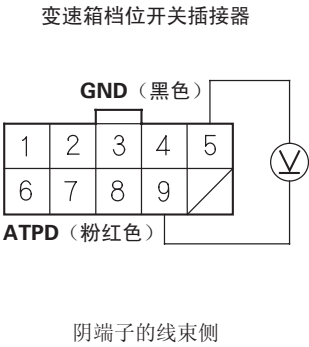 变速箱档位开关插接器
GND（黑色）
1 2 3 4 5
6 7 8 9
V
ATPD（粉红色）
阴端子的线束侧